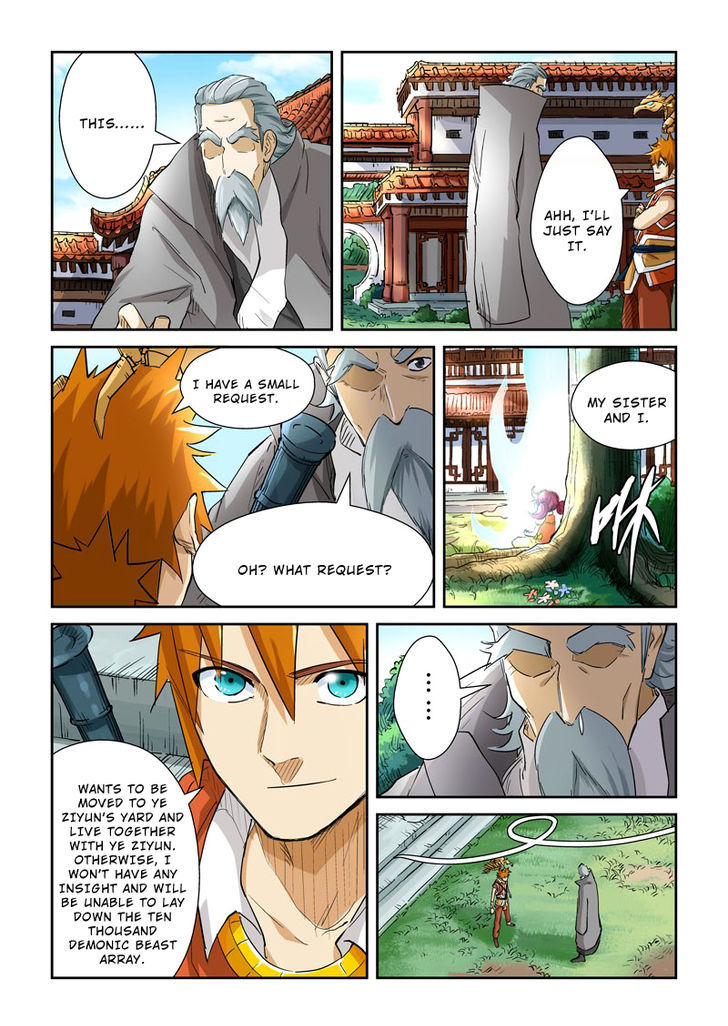 THIS......
AHH, I'LL
JUST SAY
IT.
I HAVE A SMALL
REQUEST.
OH? WHAT REQUEST?
MY SISTER
AND I.
咻
WANTS TO BE
MOVED TO YE
ZIYUN'S YARD AND
LIVE TOGETHER
WITH YE ZIYUN.
OTHERWISE, I
WON'T HAVE ANY
INSIGHT AND WILL
BE UNABLE TO LAY
DOWN THE TEN
THOUSAND
DEMONIC BEAST
ARRAY.
......